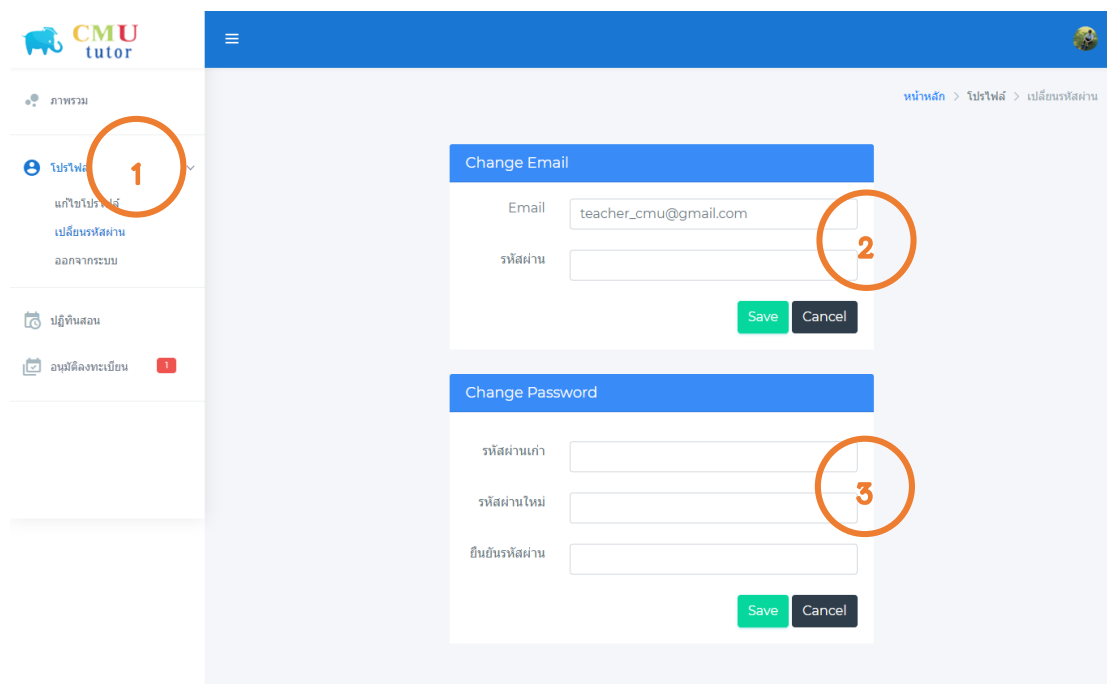 CMU
tutor
ภาพรวม
หน้าหลัก > โปรไฟล์ > เปลี่ยนรหัสผ่าน
1
แก้ไขโปรไฟล์
เปลี่ยนรหัสผ่าน
ออกจากระบบ
ปฏิทินสอน
อนุมัติลงทะเบียน 1
Change Email
Email teacher_cmu@gmail.com
รหัสผ่าน
2
Save Cancel
Change Password
รหัสผ่านเก่า
รหัสผ่านใหม่
3
ยืนยันรหัสผ่าน
Save Cancel